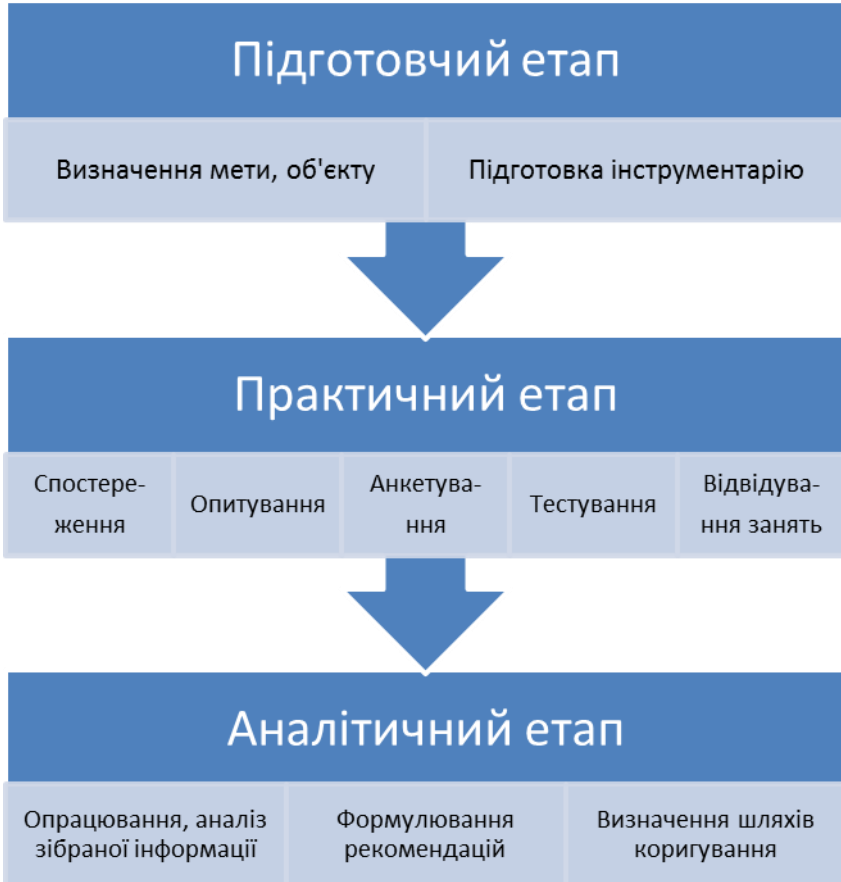 Підготовчий етап
Визначення мети, об'єкту
Підготовка інструментарію
Практичний етап
Спостере-
ження
Опитування
Анкетува-
ння
Тестування
Відвідува-
ння занять
Аналітичний етап
Опрацювання, аналіз
зібраної інформації
Формулювання
рекомендацій
Визначення шляхів
коригування